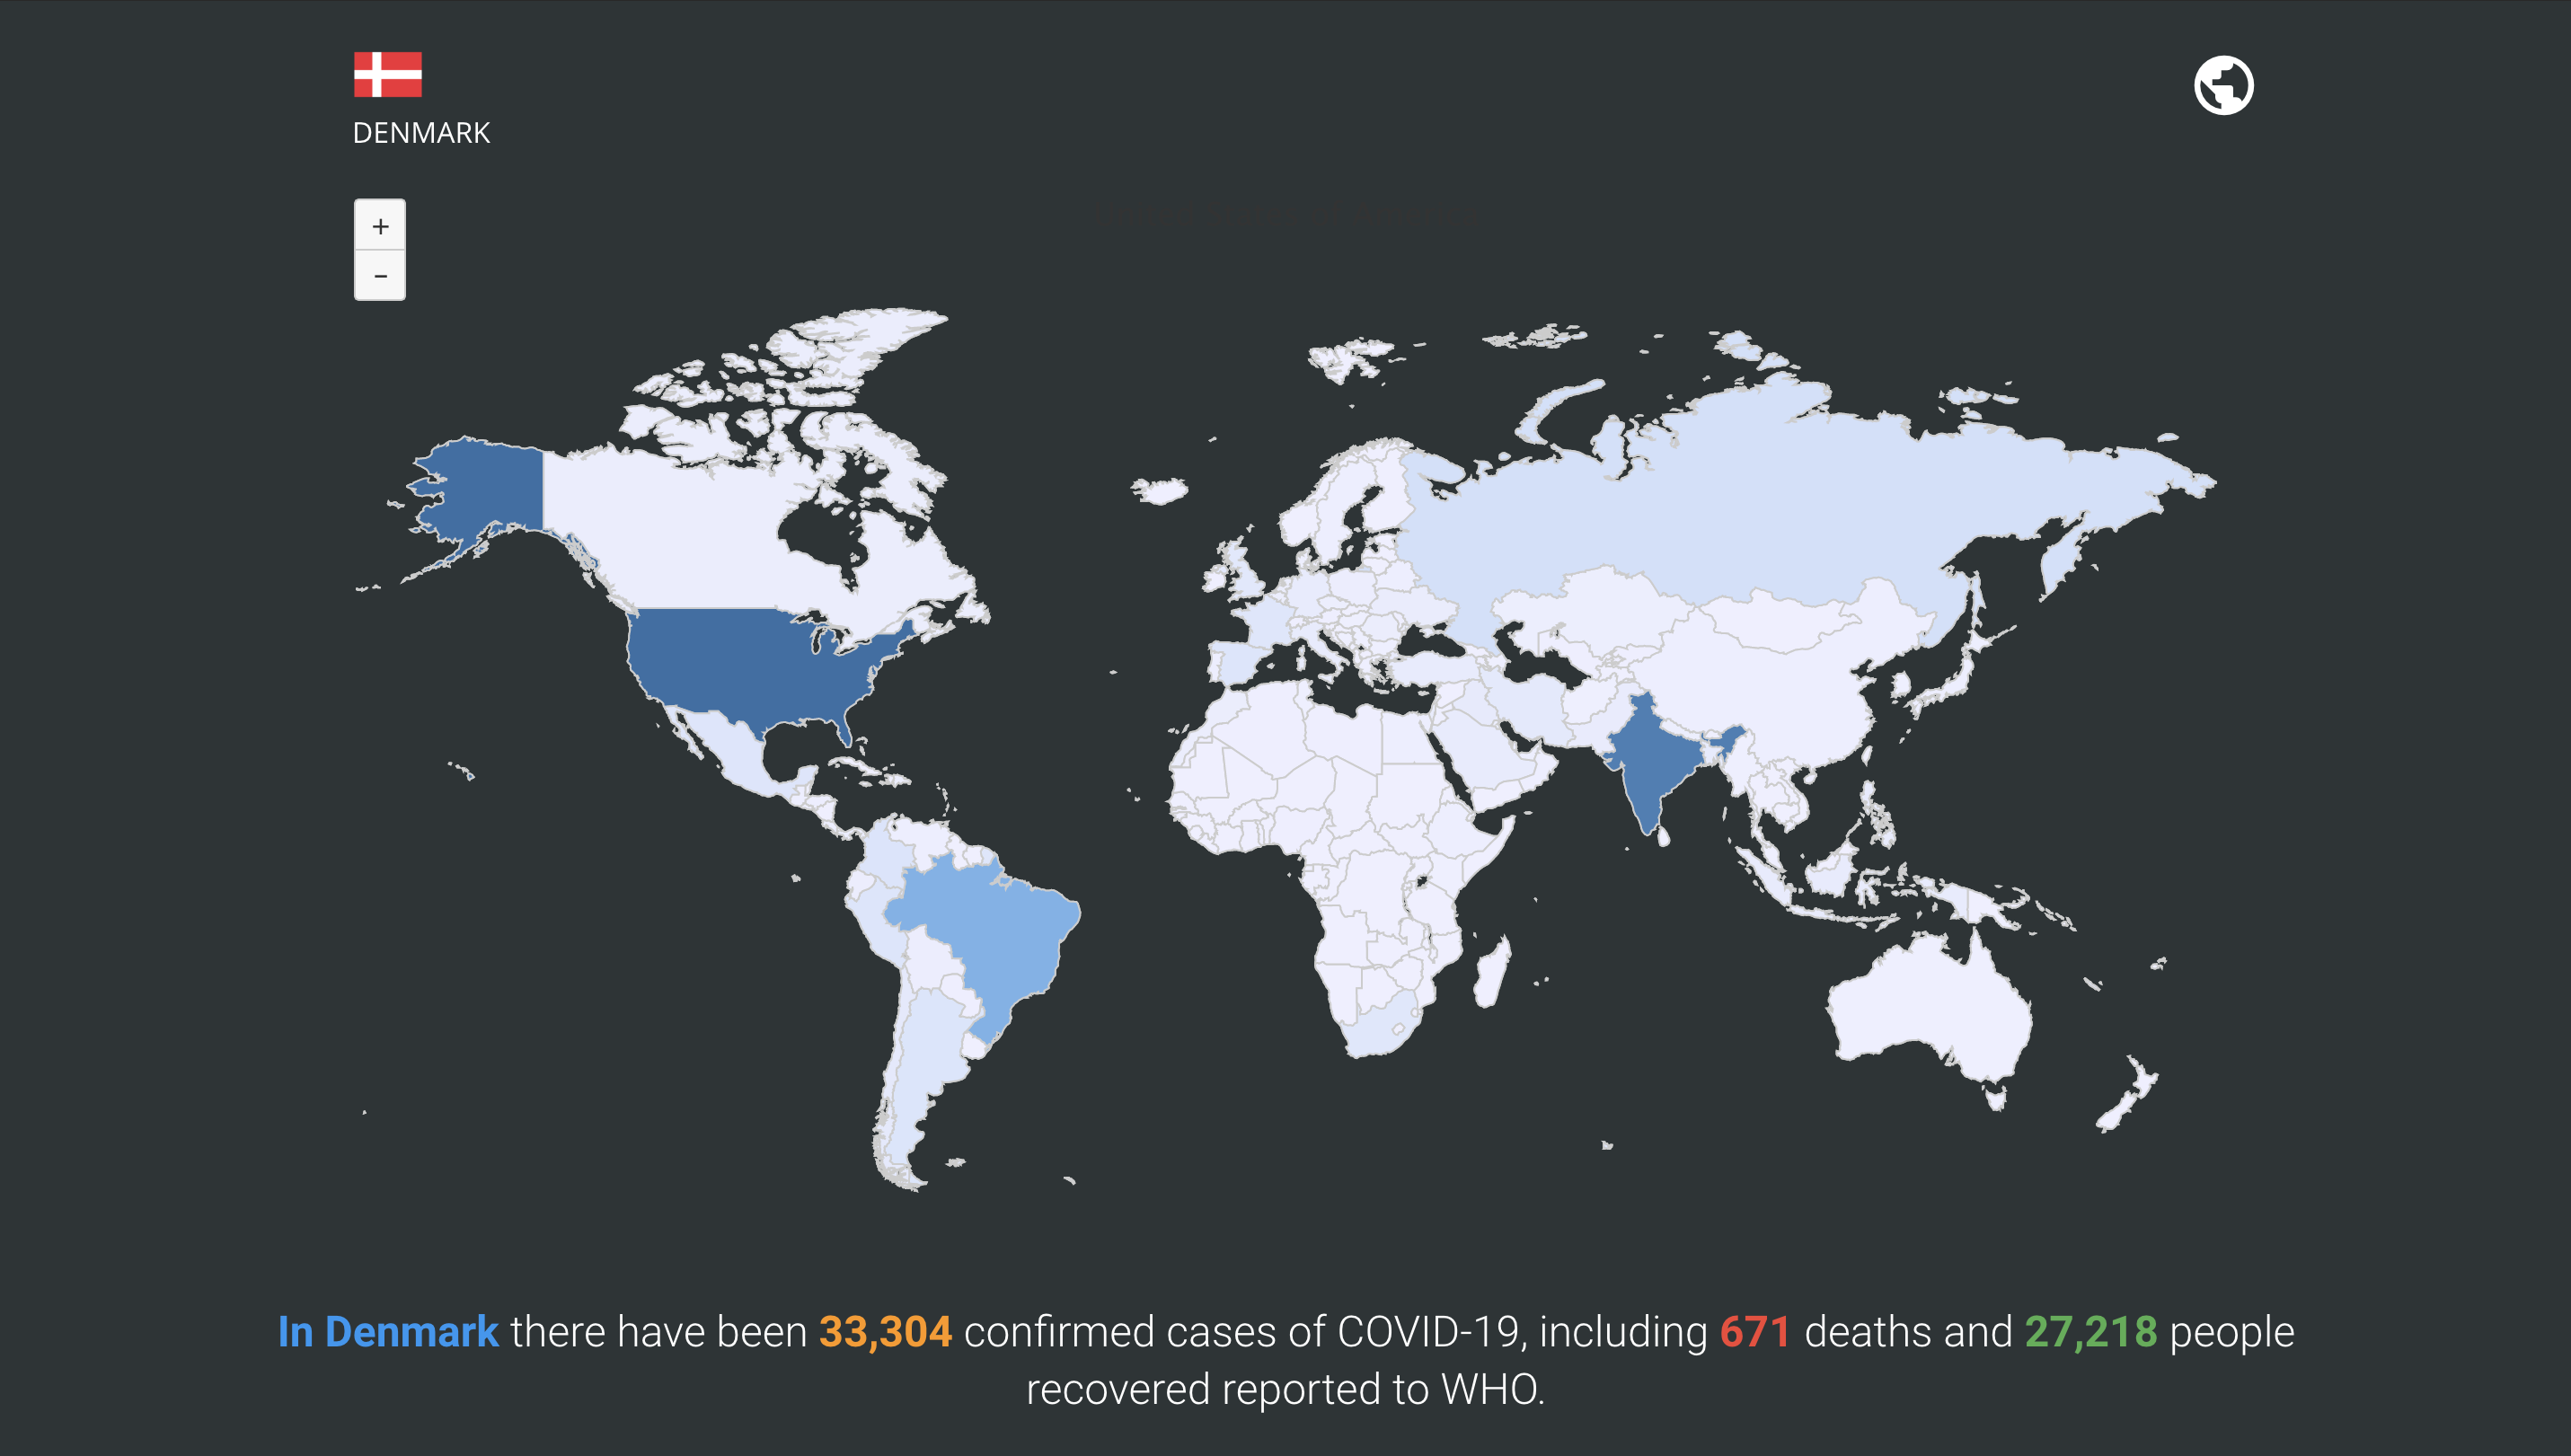 DENMARK
+
−
In Denmark there have been 33,304 confirmed cases of COVID-19, including 671 deaths and 27,218 people
recovered reported to WHO.